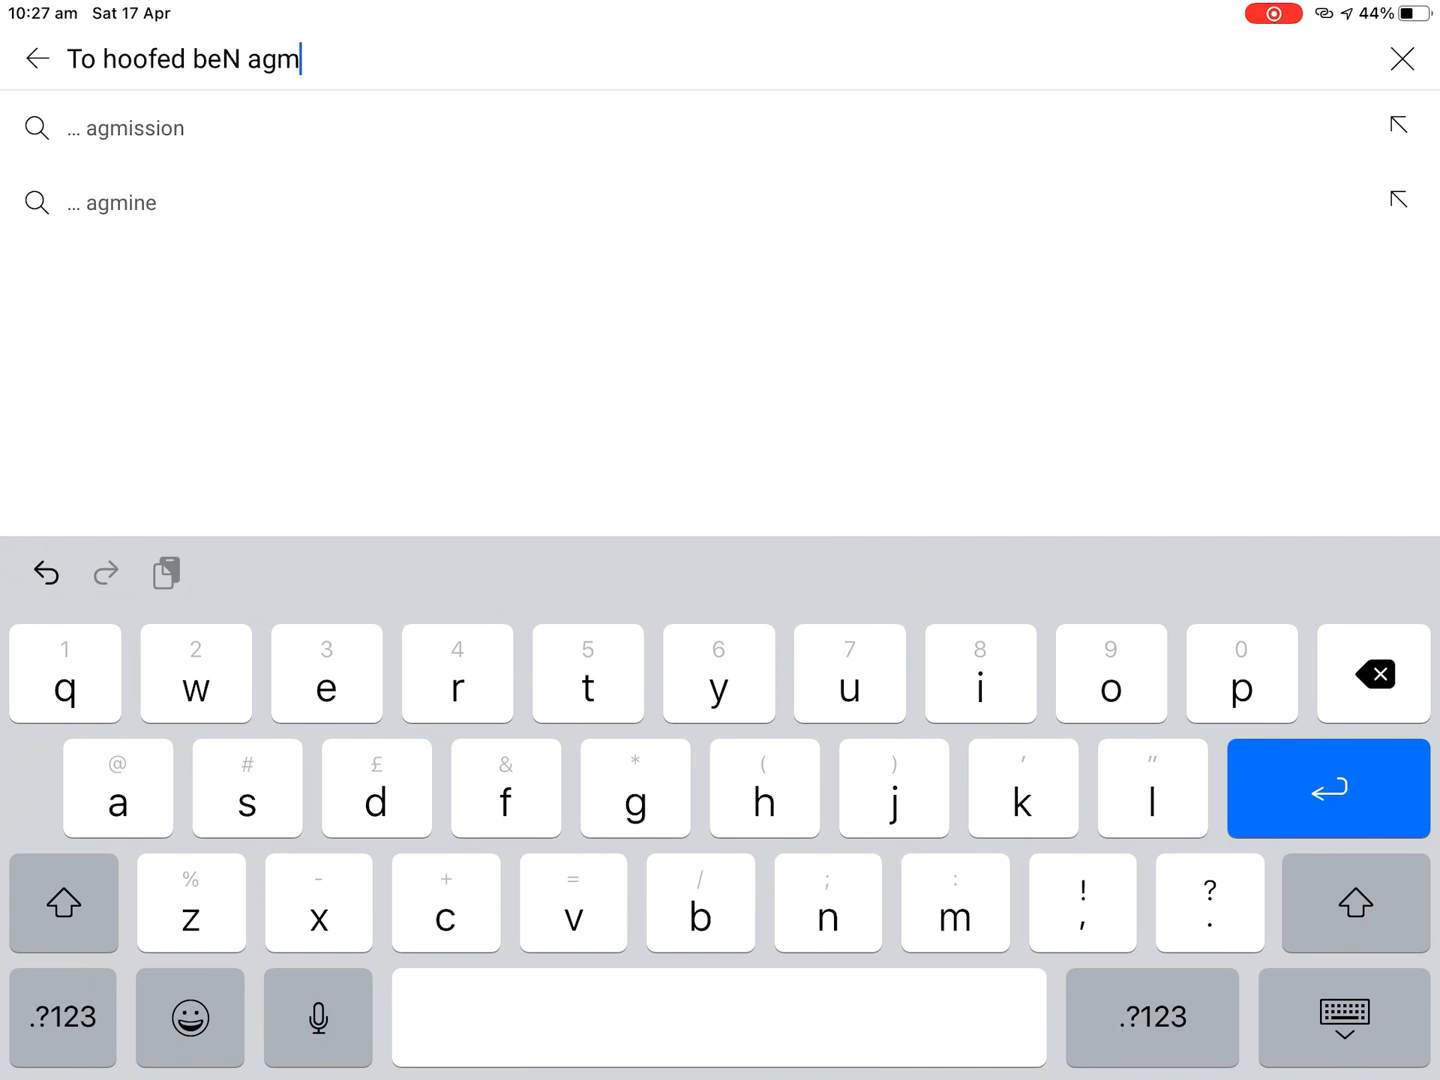 10:27 am Sat 17 Apr 44%
To hoofed beN agm
... agmission
... agmine
1 2 3 4 5 6 7 8 9 0
q w e r t y u i o p
@ # £ & * ( ) ' "
a s d f g h j k l
% - + = / ; : ! ?
z x c v b n m , .
.?123 .?123